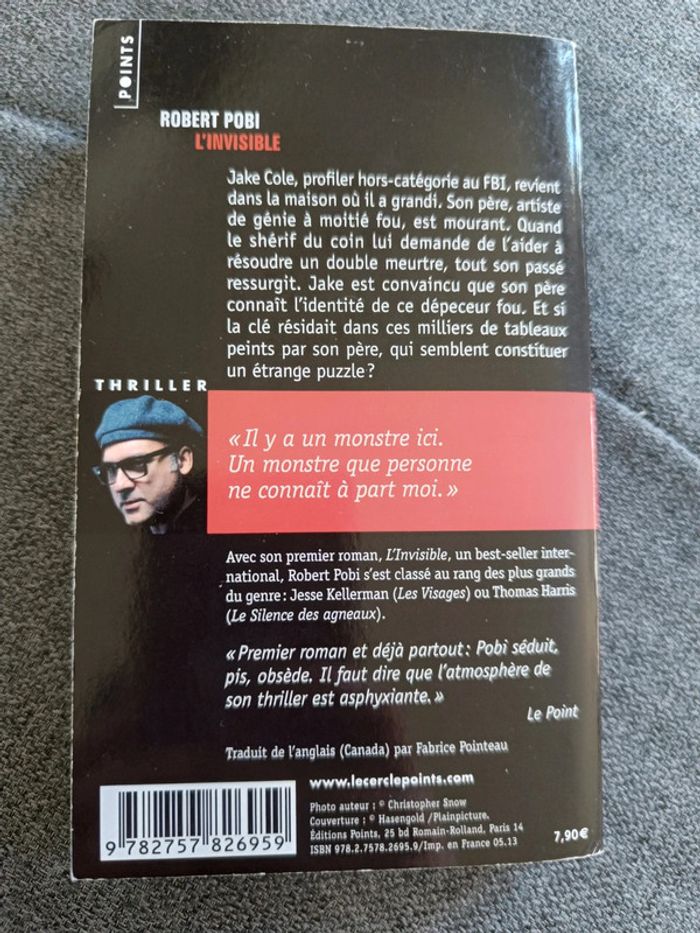 POINTS
ROBERT POBI
L'INVISIBLE
Jake Cole, profiler hors-catégorie au FBI, revient
dans la maison où il a grandi. Son père, artiste
de génie à moitié fou, est mourant. Quand
le shérif du coin lui demande de l'aider à
résoudre un double meurtre, tout son passé
ressurgit. Jake est convaincu que son père
connaît l'identité de ce dépeceur fou. Et si
la clé résidait dans ces milliers de tableaux
peints par son père, qui semblent constituer
un étrange puzzle ?
THRILLER
« Il y a un monstre ici.
Un monstre que personne
ne connaît à part moi. »
Avec son premier roman, L'Invisible, un best-seller inter-
national, Robert Pobi s'est classé au rang des plus grands
du genre : Jesse Kellerman (Les Visages) ou Thomas Harris
(Le Silence des agneaux).
« Premier roman et déjà partout : Pobi séduit,
pis, obsède. Il faut dire que l'atmosphère de
son thriller est asphyxiante. »
Le Point
Traduit de l'anglais (Canada) par Fabrice Pointeau
www.lecerclepoints.com
Photo auteur : © Christopher Snow
Couverture : © Hasengold /Plainpicture.
Éditions Points, 25 bd Romain-Rolland, Paris 14
ISBN 978.2.7578.2695.9/Imp. en France 05.13
7,90€
9 782757 826959